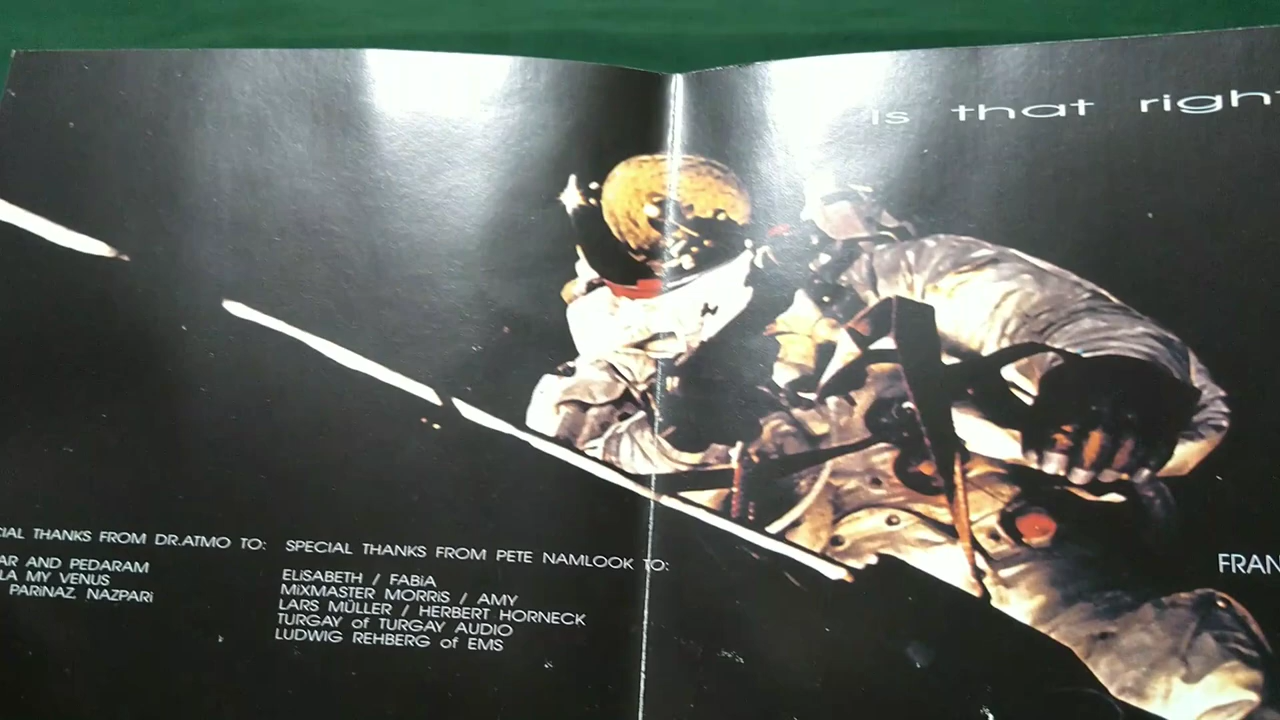 is that right
SPECIAL THANKS FROM DR.ATMO TO:
AR AND PEDARAM
LA MY VENUS
PARiNAZ NAZPARi
SPECIAL THANKS FROM PETE NAMLOOK TO:
ELiSABETH / FABiA
MiXMASTER MORRiS / AMY
LARS MÜLLER / HERBERT HORNECK
TURGAY of TURGAY AUDIO
LUDWIG REHBERG of EMS
FRAN